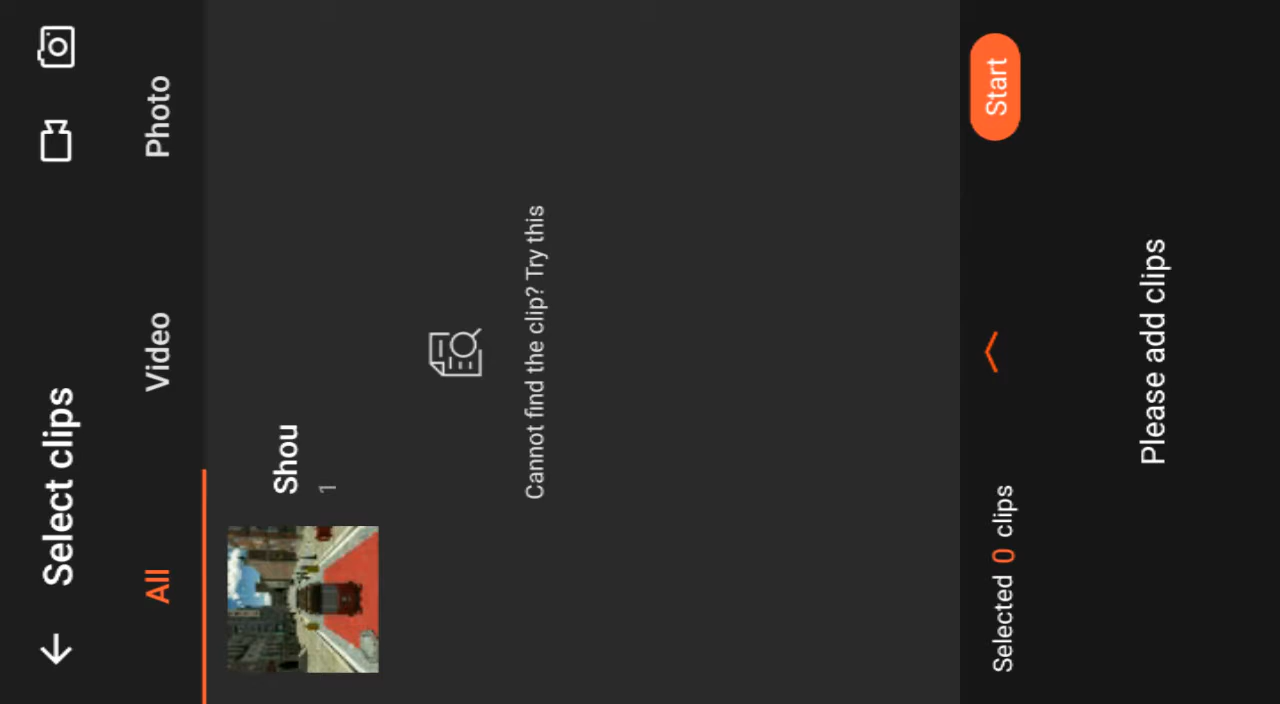 Select clips
All
Video
Photo
Shou
1
Cannot find the clip? Try this
Selected 0 clips
Start
Please add clips